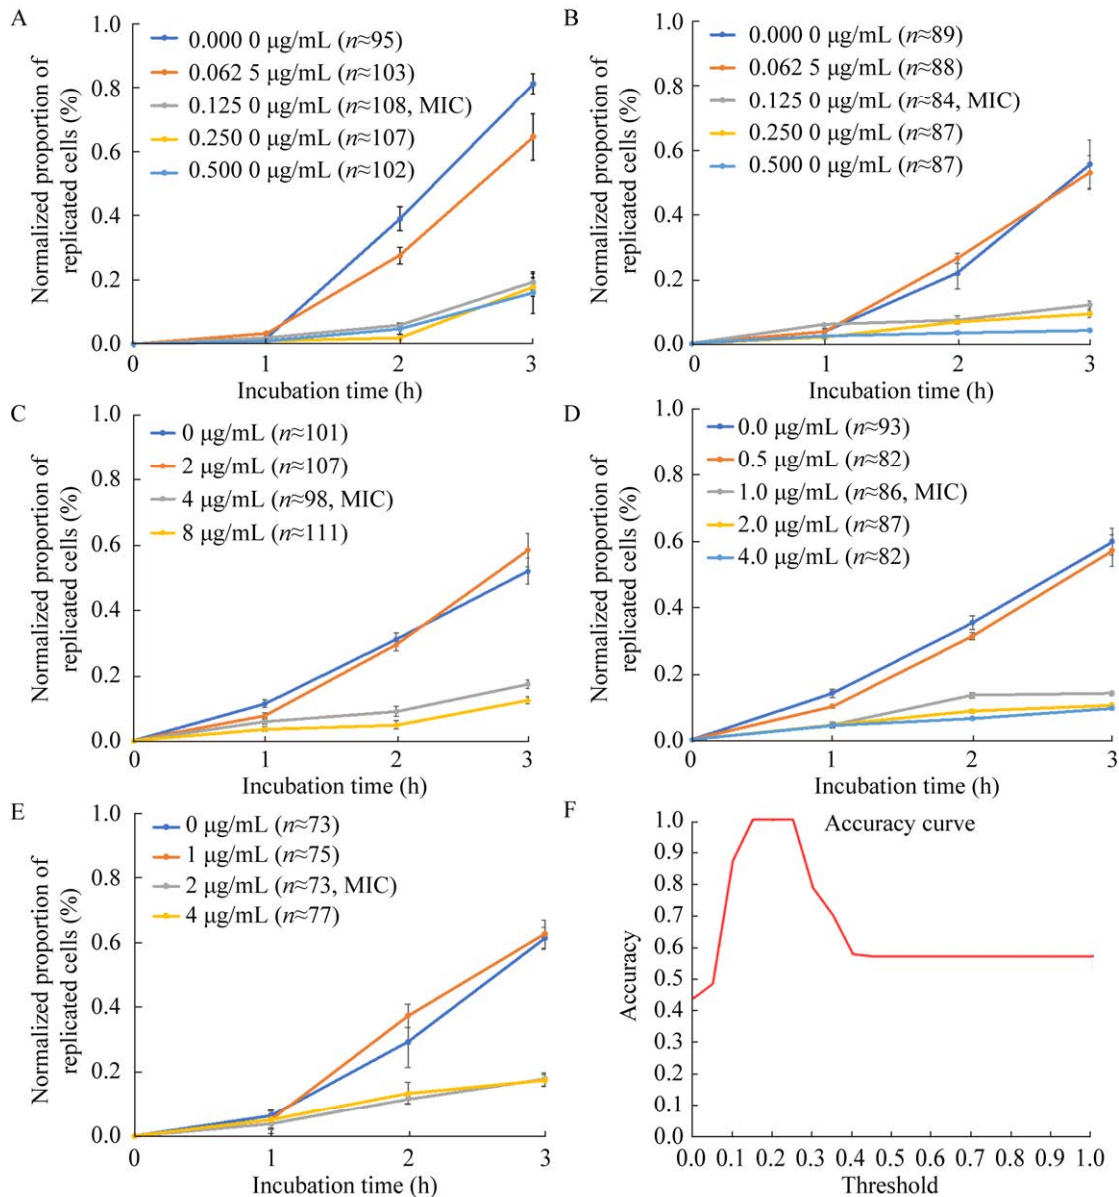 A
Normalized proportion of
replicated cells (%)
1.0
0.8
0.6
0.4
0.2
0.0
0.000 0 μg/mL (n≈95)
0.062 5 μg/mL (n≈103)
0.125 0 μg/mL (n≈108, MIC)
0.250 0 μg/mL (n≈107)
0.500 0 μg/mL (n≈102)
0 1 2 3
Incubation time (h)
B
Normalized proportion of
replicated cells (%)
1.0
0.8
0.6
0.4
0.2
0.0
0.000 0 μg/mL (n≈89)
0.062 5 μg/mL (n≈88)
0.125 0 μg/mL (n≈84, MIC)
0.250 0 μg/mL (n≈87)
0.500 0 μg/mL (n≈87)
0 1 2 3
Incubation time (h)
C
Normalized proportion of
replicated cells (%)
1.0
0.8
0.6
0.4
0.2
0.0
0 μg/mL (n≈101)
2 μg/mL (n≈107)
4 μg/mL (n≈98, MIC)
8 μg/mL (n≈111)
0 1 2 3
Incubation time (h)
D
Normalized proportion of
replicated cells (%)
1.0
0.8
0.6
0.4
0.2
0.0
0.0 μg/mL (n≈93)
0.5 μg/mL (n≈82)
1.0 μg/mL (n≈86, MIC)
2.0 μg/mL (n≈87)
4.0 μg/mL (n≈82)
0 1 2 3
Incubation time (h)
E
Normalized proportion of
replicated cells (%)
1.0
0.8
0.6
0.4
0.2
0.0
0 μg/mL (n≈73)
1 μg/mL (n≈75)
2 μg/mL (n≈73, MIC)
4 μg/mL (n≈77)
0 1 2 3
Incubation time (h)
F
Accuracy curve
Accuracy
1.0
0.9
0.8
0.7
0.6
0.5
0.4
0.3
0.2
0.1
0.0
0.0 0.1 0.2 0.3 0.4 0.5 0.6 0.7 0.8 0.9 1.0
Threshold